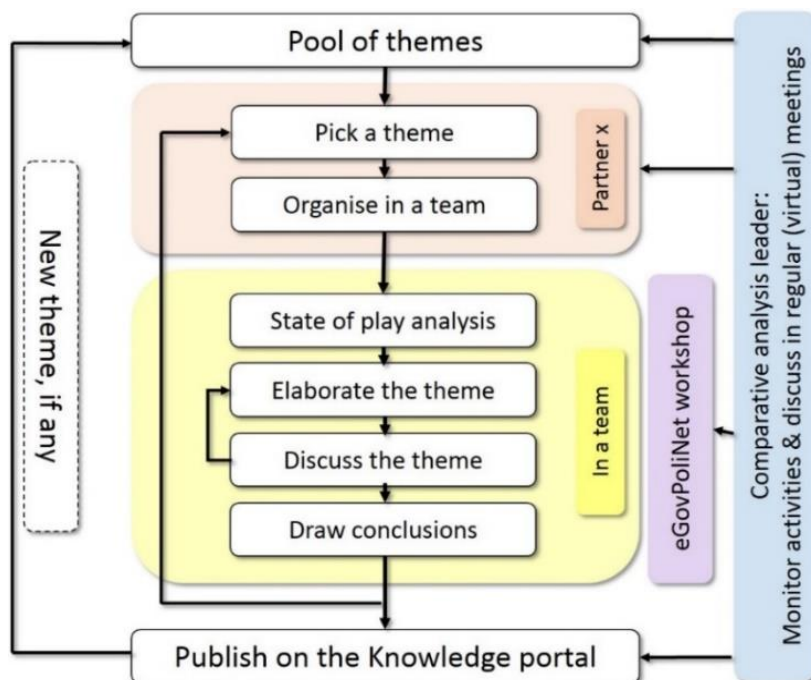 Pool of themes
Pick a theme
Organise in a team
Partner x
State of play analysis
Elaborate the theme
Discuss the theme
Draw conclusions
In a team
eGovPoliNet workshop
New theme, if
any
Comparative analysis leader:
Monitor activities & discuss in regular (virtual) meetings
Publish on the Knowledge portal